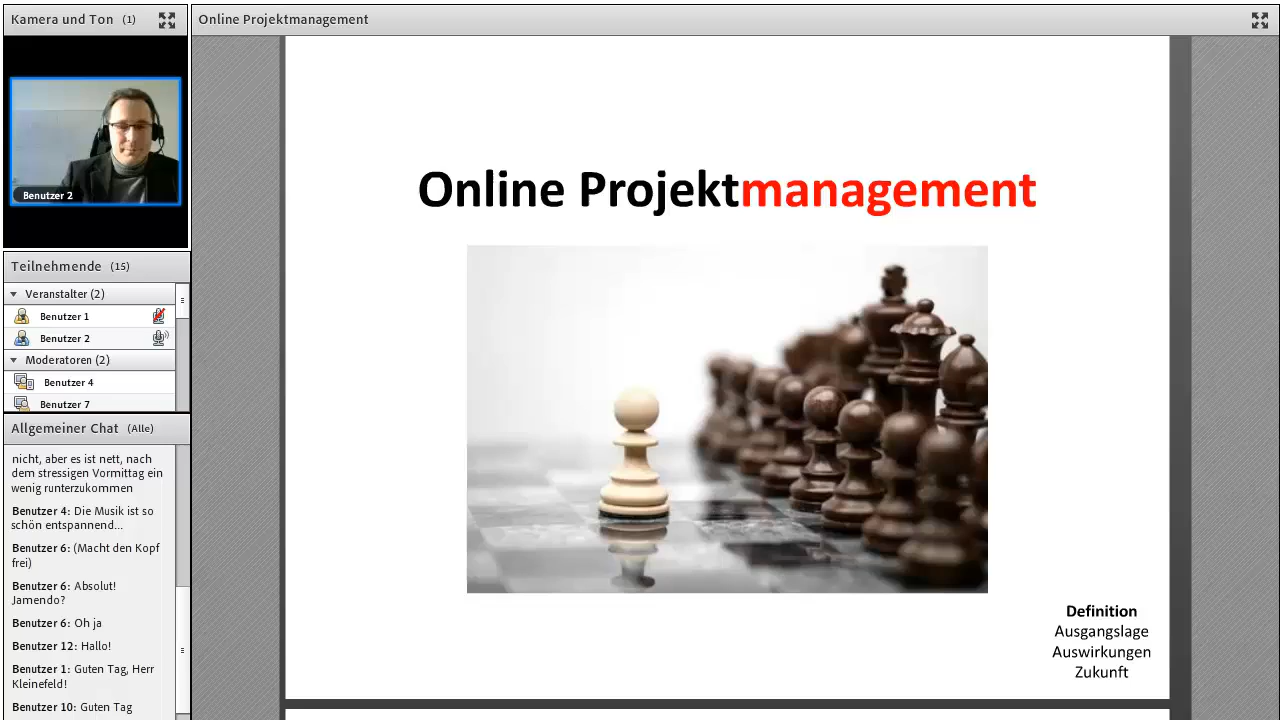 Kamera und Ton (1)
Benutzer 2
Teilnehmende (15)
Veranstalter (2)
Benutzer 1
Benutzer 2
Moderatoren (2)
Benutzer 4
Benutzer 7
Allgemeiner Chat (Alle)
nicht, aber es ist nett, nach
dem stressigen Vormittag ein
wenig runterzukommen
Benutzer 4: Die Musik ist so
schön entspannend...
Benutzer 6: (Macht den Kopf
frei)
Benutzer 6: Absolut!
Jamendo?
Benutzer 6: Oh ja
Benutzer 12: Hallo!
Benutzer 1: Guten Tag, Herr
Kleinefeld!
Benutzer 10: Guten Tag
Online Projektmanagement
Online Projektmanagement
Definition
Ausgangslage
Auswirkungen
Zukunft